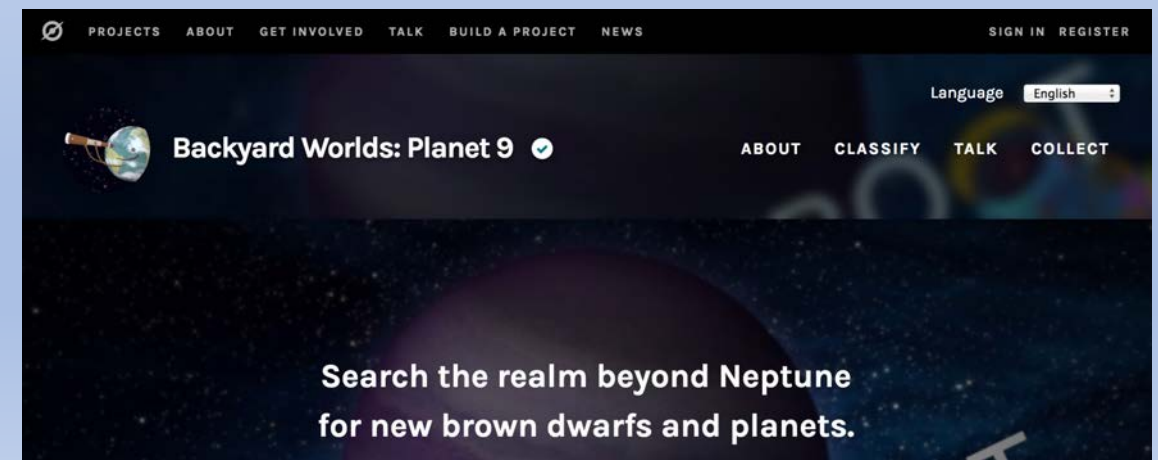 PROJECTS ABOUT GET INVOLVED TALK BUILD A PROJECT NEWS SIGN IN REGISTER
Language English
Backyard Worlds: Planet 9 ABOUT CLASSIFY TALK COLLECT
Search the realm beyond Neptune
for new brown dwarfs and planets.